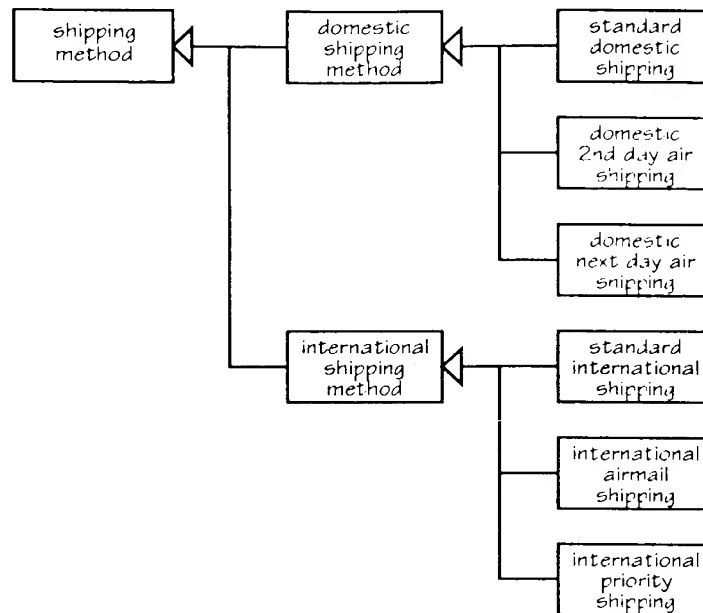 shipping
method
domestic
shipping
method
standard
domestic
shipping
domestic
2nd day air
shipping
domestic
next day air
shipping
international
shipping
method
standard
international
shipping
international
airmail
shipping
international
priority
shipping